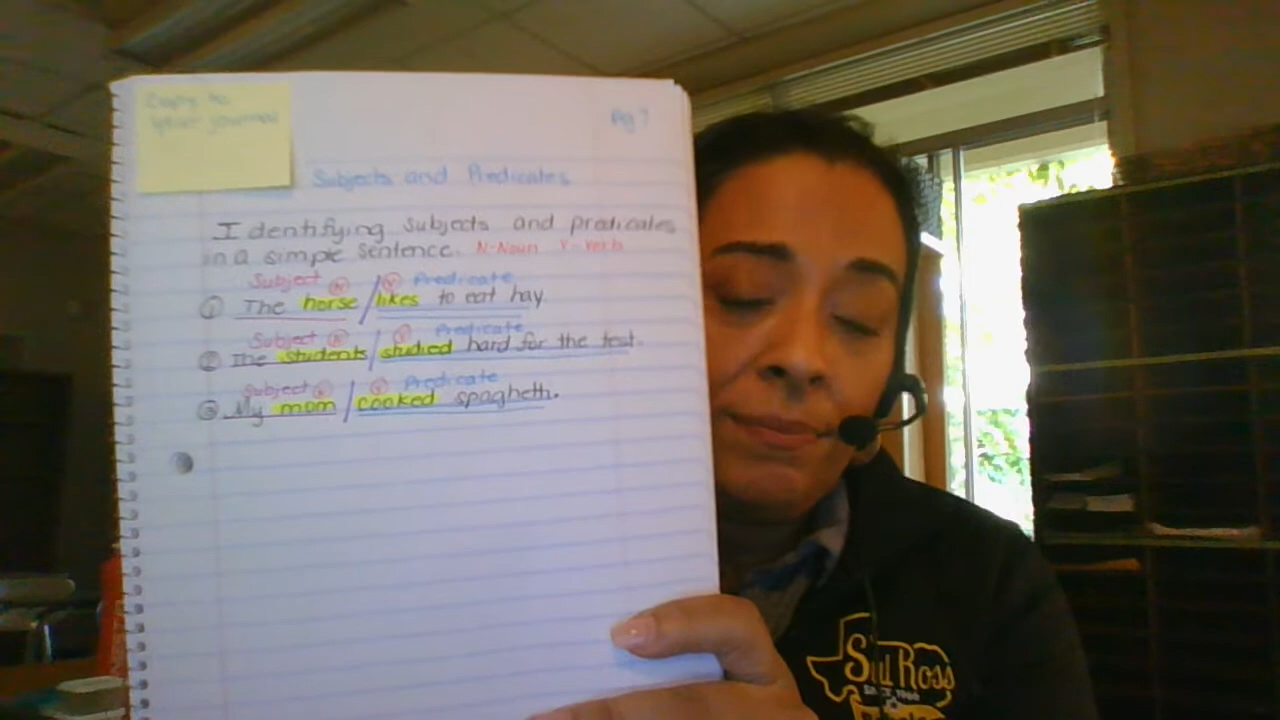 Copy to
your journal
Pg 7
Subjects and Predicates
Identifying subjects and predicates
in a simple sentence. N-Noun V-Verb
Subject N V Predicate
① The horse / likes to eat hay.
Subject N V Predicate
② The students / studied hard for the test.
Subject N V Predicate
③ My mom / cooked spaghetti.
Sul Ross
SINCE 1920